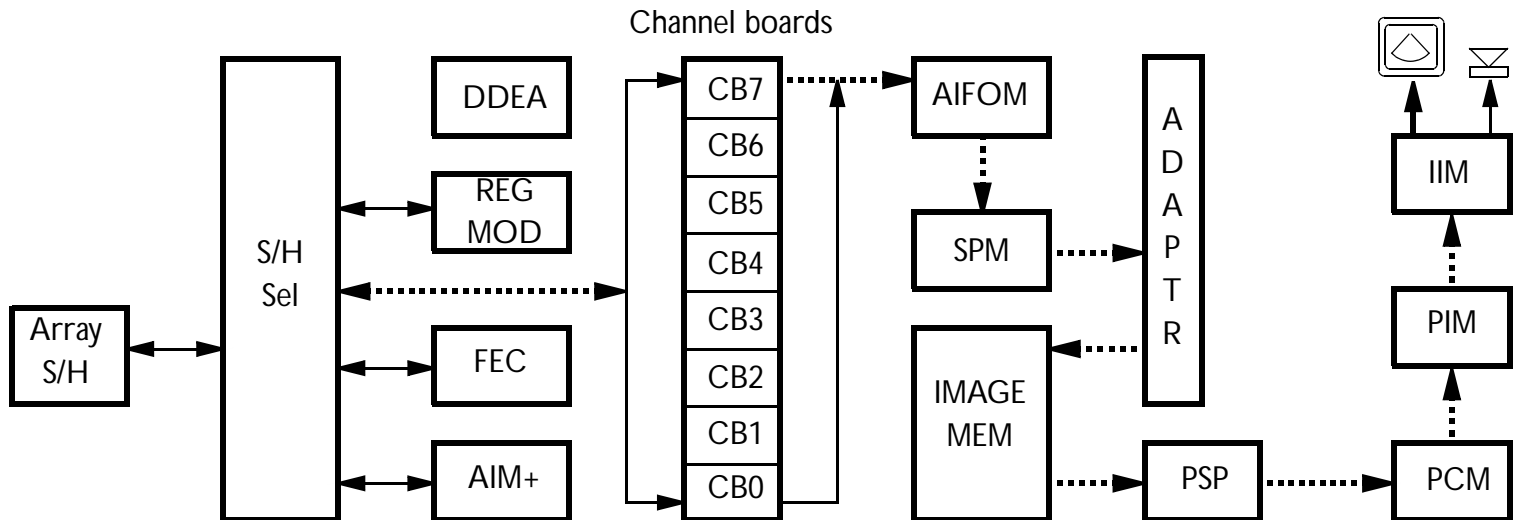 Channel boards
DDEA
CB7
AIFOM
A
D
A
P
T
R
CB6
IIM
REG
MOD
CB5
S/H
Sel
CB4
SPM
Array
S/H
CB3
PIM
FEC
CB2
IMAGE
MEM
CB1
AIM+
CB0
PSP
PCM